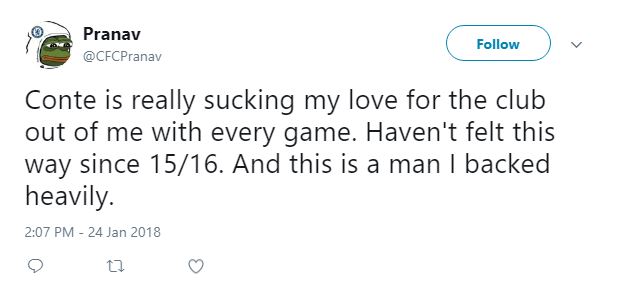 Pranav
@CFCPranav
Follow
Conte is really sucking my love for the club
out of me with every game. Haven't felt this
way since 15/16. And this is a man I backed
heavily.
2:07 PM - 24 Jan 2018